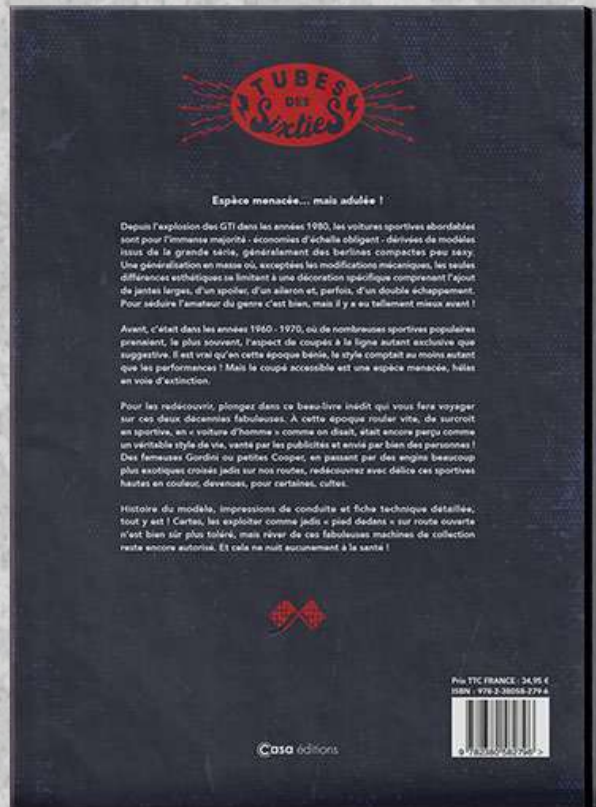 TUBES
DES
Sixties
Espèce menacée... mais adulée !
Depuis l'explosion des GTI dans les années 1980, les voitures sportives abordables
sont pour l'immense majorité - économies d'échelle obligent - dérivées de modèles
issus de la grande série, généralement des berlines compactes peu sexy.
Une généralisation en masse où, exceptées les modifications mécaniques, les seules
différences esthétiques se limitent à une décoration spécifique comprenant l'ajout
de jantes larges, d'un spoiler, d'un aileron et, parfois, d'un double échappement.
Pour séduire l'amateur du genre c'est bien, mais il y a eu tellement mieux avant !
Avant, c'était dans les années 1960 - 1970, où de nombreuses sportives populaires
prenaient, le plus souvent, l'aspect de coupés à la ligne autant exclusive que
suggestive. Il est vrai qu'en cette époque bénie, le style comptait au moins autant
que les performances ! Mais le coupé accessible est une espèce menacée, hélas
en voie d'extinction.
Pour les redécouvrir, plongez dans ce beau-livre inédit qui vous fera voyager
sur ces deux décennies fabuleuses. À cette époque rouler vite, de surcroit
en sportive, en « voiture d'homme » comme on disait, était encore perçu comme
un véritable style de vie, vanté par les publicités et envié par bien des personnes !
Des fameuses Gordini ou petites Cooper, en passant par des engins beaucoup
plus exotiques croisés jadis sur nos routes, redécouvrez avec délice ces sportives
hautes en couleur, devenues, pour certaines, cultes.
Histoire du modèle, impressions de conduite et fiche technique détaillée,
tout y est ! Certes, les exploiter comme jadis « pied dedans » sur route ouverte
n'est bien sûr plus toléré, mais rêver de ces fabuleuses machines de collection
reste encore autorisé. Et cela ne nuit aucunement à la santé !
Prix TTC FRANCE : 34,95 €
ISBN : 978-2-38058-279-6
9 782380 582796 >
Casa éditions